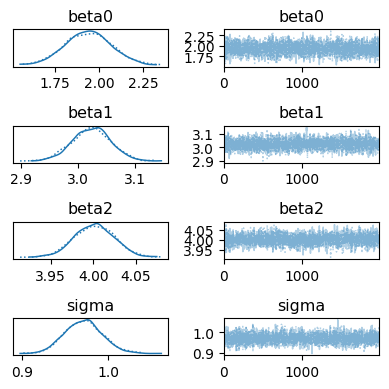 beta0 beta0
2.25
2.00
1.75
1.75 2.00 2.25 0 1000
beta1 beta1
3.1
3.0
2.9
2.9 3.0 3.1 0 1000
beta2 beta2
4.05
4.00
3.95
3.95 4.00 4.05 0 1000
sigma sigma
1.0
0.9
0.9 1.0 0 1000